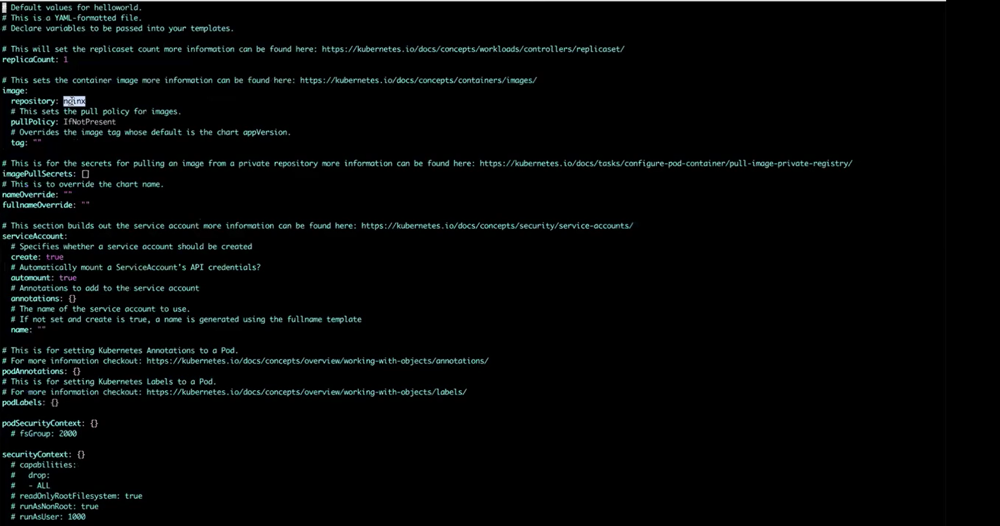 # Default values for helloworld.
# This is a YAML-formatted file.
# Declare variables to be passed into your templates.
# This will set the replicaset count more information can be found here: https://kubernetes.io/docs/concepts/workloads/controllers/replicaset/
replicaCount: 1
# This sets the container image more information can be found here: https://kubernetes.io/docs/concepts/containers/images/
image:
  repository: nginx
  # This sets the pull policy for images.
  pullPolicy: IfNotPresent
  # Overrides the image tag whose default is the chart appVersion.
  tag: ""
# This is for the secrets for pulling an image from a private repository more information can be found here: https://kubernetes.io/docs/tasks/configure-pod-container/pull-image-private-registry/
imagePullSecrets: []
# This is to override the chart name.
nameOverride: ""
fullnameOverride: ""
# This section builds out the service account more information can be found here: https://kubernetes.io/docs/concepts/security/service-accounts/
serviceAccount:
  # Specifies whether a service account should be created
  create: true
  # Automatically mount a ServiceAccount's API credentials?
  automount: true
  # Annotations to add to the service account
  annotations: {}
  # The name of the service account to use.
  # If not set and create is true, a name is generated using the fullname template
  name: ""
# This is for setting Kubernetes Annotations to a Pod.
# For more information checkout: https://kubernetes.io/docs/concepts/overview/working-with-objects/annotations/
podAnnotations: {}
# This is for setting Kubernetes Labels to a Pod.
# For more information checkout: https://kubernetes.io/docs/concepts/overview/working-with-objects/labels/
podLabels: {}
podSecurityContext: {}
  # fsGroup: 2000
securityContext: {}
  # capabilities:
  #   drop:
  #   - ALL
  # readOnlyRootFilesystem: true
  # runAsNonRoot: true
  # runAsUser: 1000